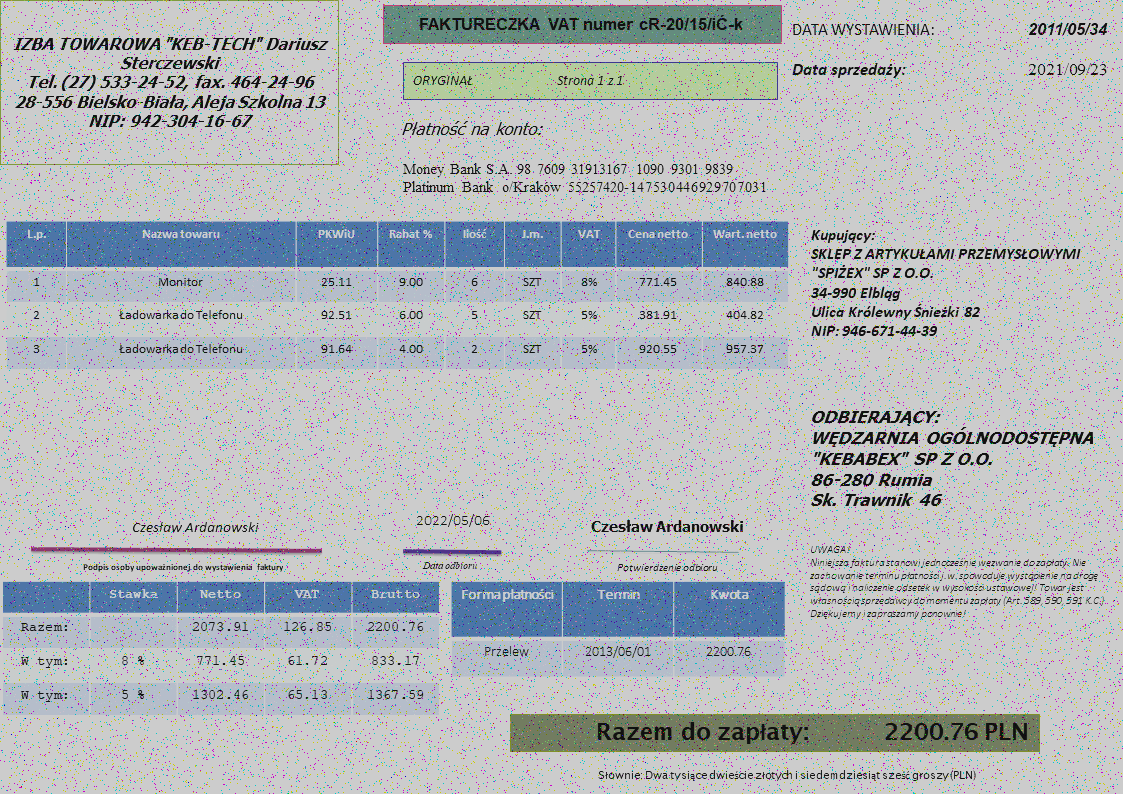 IZBA TOWAROWA "KEB-TECH" Dariusz
Sterczewski
Tel. (27) 533-24-52, fax. 464-24-96
28-556 Bielsko-Biała, Aleja Szkolna 13
NIP: 942-304-16-67
FAKTURECZKA VAT numer cR-20/15/iĆ-k
ORYGINAŁ Strona 1 z 1
DATA WYSTAWIENIA: 2011/05/34
Data sprzedaży: 2021/09/23
Płatność na konto:
Money Bank S.A. 98 7609 31913167 1090 9301 9839
Platinum Bank o/Kraków 55257420-147530446929707031
L.p. Nazwa towaru PKWiU Rabat % Ilość J.m. VAT Cena netto Wart. netto
1 Monitor 25.11 9.00 6 SZT 8% 771.45 840.88
2 Ładowarka do Telefonu 92.51 6.00 5 SZT 5% 381.91 404.82
3 Ładowarka do Telefonu 91.64 4.00 2 SZT 5% 920.55 957.37
Kupujący:
SKLEP Z ARTYKUŁAMI PRZEMYSŁOWYMI
"SPIŻEX" SP Z O.O.
34-990 Elbląg
Ulica Królewny Śnieżki 82
NIP: 946-671-44-39
ODBIERAJĄCY:
WĘDZARNIA OGÓLNODOSTĘPNA
"KEBABEX" SP Z O.O.
86-280 Rumia
Sk. Trawnik 46
Czesław Ardanowski
Podpis osoby upoważnionej do wystawienia faktury
2022/05/06
Data odbioru
Czesław Ardanowski
Potwierdzenie odbioru
UWAGA!
Niniejsza faktura stanowi jednocześnie wezwanie do zapłaty. Nie
zachowanie terminu płatności j. w. spowoduje wystąpienie na drogę
sądową i naliczenie odsetek w wysokości ustawowej! Towar jest
własnością sprzedawcy do momentu zapłaty (Art. 589, 590, 591 K.C.)
Dziękujemy i zapraszamy ponownie!
Stawka Netto VAT Brutto
Razem: 2073.91 126.85 2200.76
W tym: 8 % 771.45 61.72 833.17
W tym: 5 % 1302.46 65.13 1367.59
Forma płatności Termin Kwota
Przelew 2013/06/01 2200.76
Razem do zapłaty: 2200.76 PLN
Słownie: Dwa tysiące dwieście złotych i siedemdziesiąt sześć groszy (PLN)